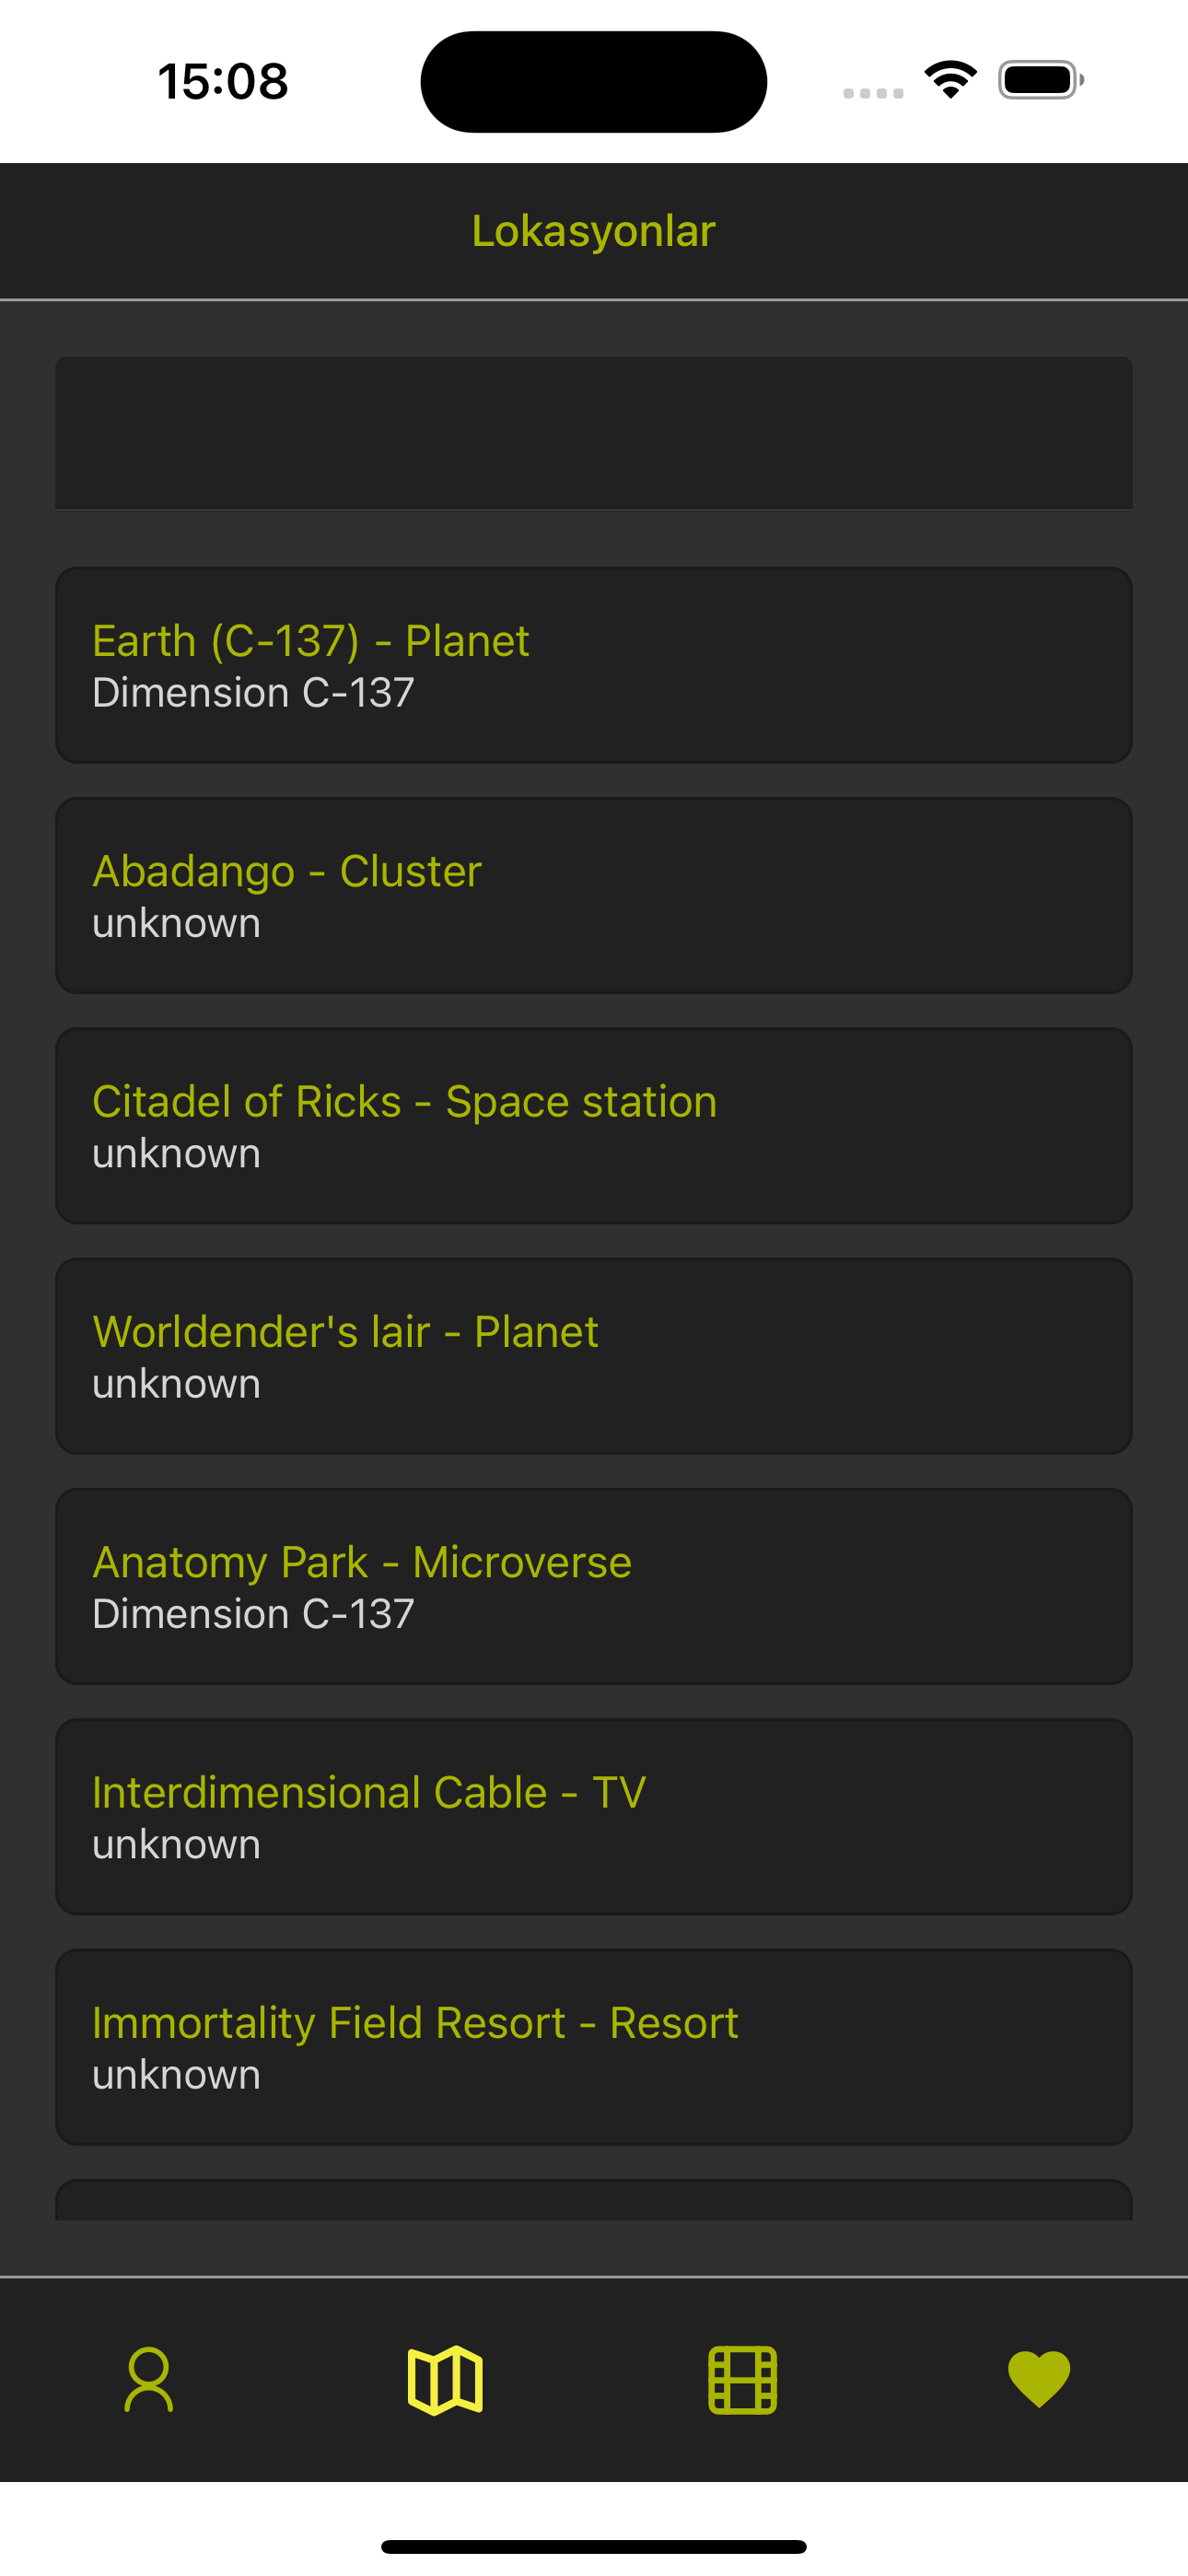 15:08
Lokasyonlar
Earth (C-137) - Planet
Dimension C-137
Abadango - Cluster
unknown
Citadel of Ricks - Space station
unknown
Worldender's lair - Planet
unknown
Anatomy Park - Microverse
Dimension C-137
Interdimensional Cable - TV
unknown
Immortality Field Resort - Resort
unknown